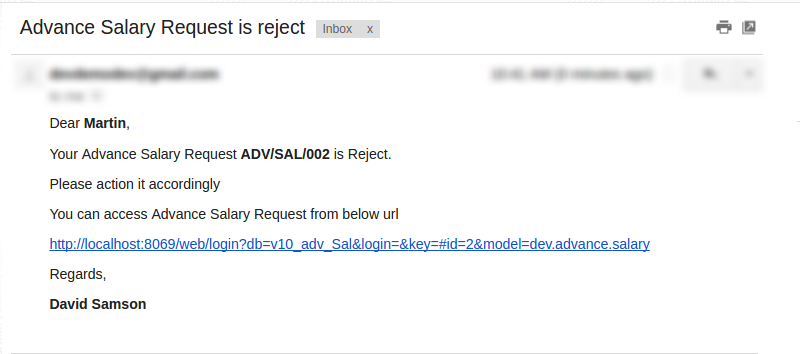 Advance Salary Request is reject
Inbox x
Dear Martin,
Your Advance Salary Request ADV/SAL/002 is Reject.
Please action it accordingly
You can access Advance Salary Request from below url
http://localhost:8069/web/login?db=v10_adv_Sal&login=&key=#id=2&model=dev.advance.salary
Regards,
David Samson